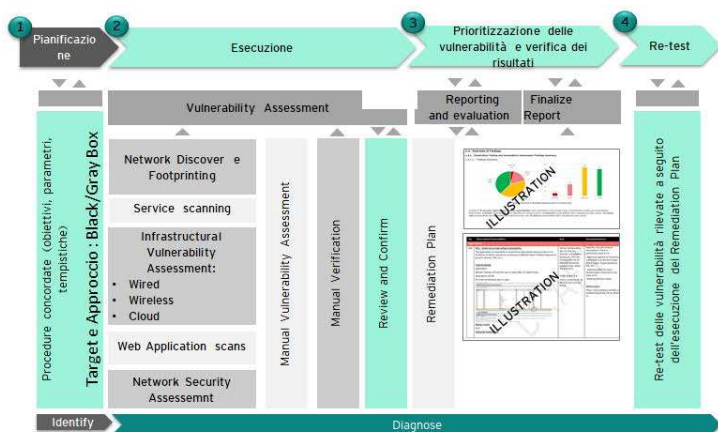 1
Pianificazio
ne
2
Esecuzione
3
Prioritizzazione delle
vulnerabilità e verifica dei
risultati
4
Re-test
Vulnerability Assessment
Reporting
and evaluation
Finalize
Report
Procedure concordate (obiettivi, parametri,
tempistiche)
Target e Approccio : Black/Gray Box
Network Discover e
Footprinting
Service scanning
Infrastructural
Vulnerability
Assessment:
• Wired
• Wireless
• Cloud
Web Application scans
Network Security
Assessemnt
Manual Vulnerability Assessment
Manual Verification
Review and Confirm
Remediation Plan
ILLUSTRATION
ILLUSTRATION
Re-test delle vulnerabilità rilevate a seguito
dell'esecuzione del Remediation Plan
Identify
Diagnose